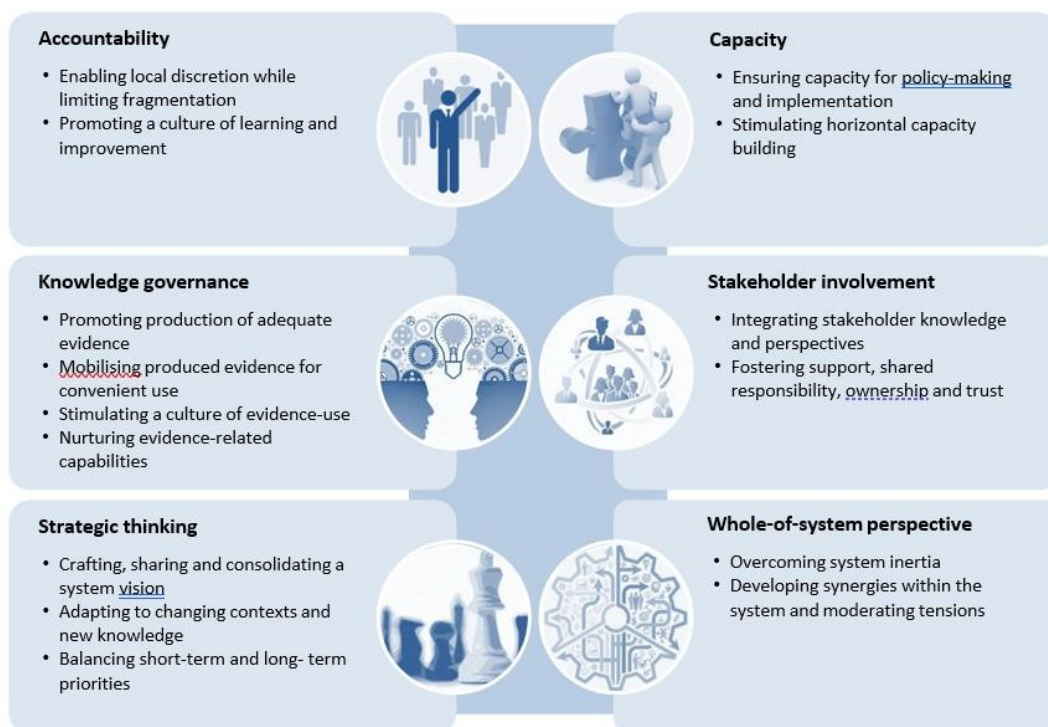 Accountability
• Enabling local discretion while
limiting fragmentation
• Promoting a culture of learning and
improvement
Capacity
• Ensuring capacity for policy-making
and implementation
• Stimulating horizontal capacity
building
Knowledge governance
• Promoting production of adequate
evidence
• Mobilising produced evidence for
convenient use
• Stimulating a culture of evidence-use
• Nurturing evidence-related
capabilities
Stakeholder involvement
• Integrating stakeholder knowledge
and perspectives
• Fostering support, shared
responsibility, ownership and trust
Strategic thinking
• Crafting, sharing and consolidating a
system vision
• Adapting to changing contexts and
new knowledge
• Balancing short-term and long- term
priorities
Whole-of-system perspective
• Overcoming system inertia
• Developing synergies within the
system and moderating tensions